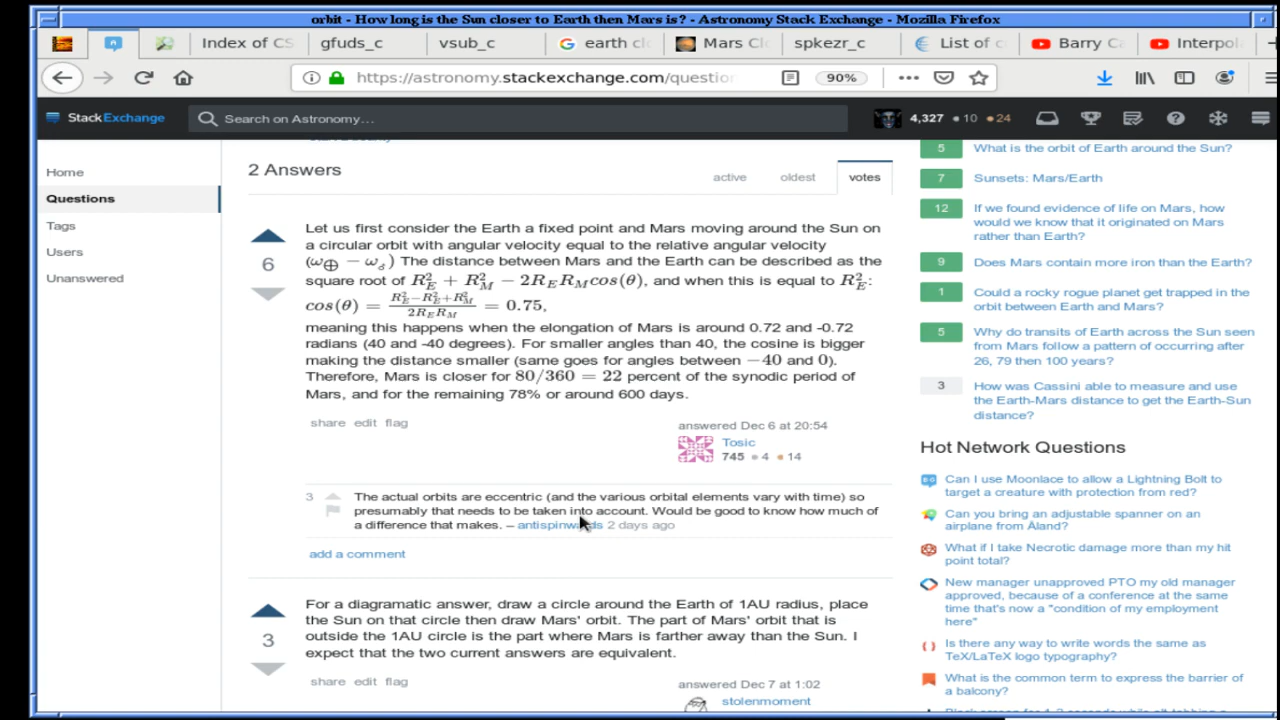 orbit - How long is the Sun closer to Earth then Mars is? - Astronomy Stack Exchange - Mozilla Firefox
Index of CS
gfuds_c
vsub_c
earth cl
Mars Clo
spkezr_c
List of c
Barry Ca
Interpol
https://astronomy.stackexchange.com/questio
90%
StackExchange
Search on Astronomy…
4,327 10 24
Home
Questions
Tags
Users
Unanswered
2 Answers
active oldest votes
6
Let us first consider the Earth a fixed point and Mars moving around the Sun on
a circular orbit with angular velocity equal to the relative angular velocity
(ω⊕ − ω♂) The distance between Mars and the Earth can be described as the
square root of R_E^2 + R_M^2 − 2R_E R_M cos(θ), and when this is equal to R_E^2:
cos(θ) = (R_E^2 − R_E^2 + R_M^2)/(2R_E R_M) = 0.75,
meaning this happens when the elongation of Mars is around 0.72 and -0.72
radians (40 and -40 degrees). For smaller angles than 40, the cosine is bigger
making the distance smaller (same goes for angles between −40 and 0).
Therefore, Mars is closer for 80/360 = 22 percent of the synodic period of
Mars, and for the remaining 78% or around 600 days.
share edit flag
answered Dec 6 at 20:54
Tosic
745 4 14
3
The actual orbits are eccentric (and the various orbital elements vary with time) so
presumably that needs to be taken into account. Would be good to know how much of
a difference that makes. – antispinwards 2 days ago
add a comment
3
For a diagramatic answer, draw a circle around the Earth of 1AU radius, place
the Sun on that circle then draw Mars' orbit. The part of Mars' orbit that is
outside the 1AU circle is the part where Mars is farther away than the Sun. I
expect that the two current answers are equivalent.
share edit flag
answered Dec 7 at 1:02
stolenmoment
5 What is the orbit of Earth around the Sun?
7 Sunsets: Mars/Earth
12 If we found evidence of life on Mars, how
would we know that it originated on Mars
rather than Earth?
9 Does Mars contain more iron than the Earth?
1 Could a rocky rogue planet get trapped in the
orbit between Earth and Mars?
5 Why do transits of Earth across the Sun seen
from Mars follow a pattern of occurring after
26, 79 then 100 years?
3 How was Cassini able to measure and use
the Earth-Mars distance to get the Earth-Sun
distance?
Hot Network Questions
Can I use Moonlace to allow a Lightning Bolt to
target a creature with protection from red?
Can you bring an adjustable spanner on an
airplane from Åland?
What if I take Necrotic damage more than my hit
point total?
New manager unapproved PTO my old manager
approved, because of a conference at the same
time that's now a "condition of my employment
here"
Is there any way to write words the same as
TeX/LaTeX logo typography?
What is the common term to express the barrier of
a balcony?